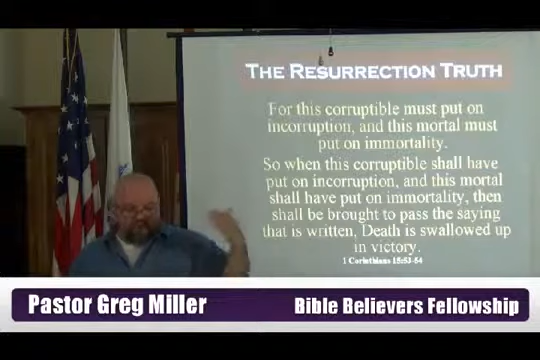 THE RESURRECTION TRUTH
For this corruptible must put on
incorruption, and this mortal must
put on immortality.
So when this corruptible shall have
put on incorruption, and this mortal
shall have put on immortality, then
shall be brought to pass the saying
that is written, Death is swallowed up
in victory.
1 Corinthians 15:53-54
Pastor Greg Miller
Bible Believers Fellowship